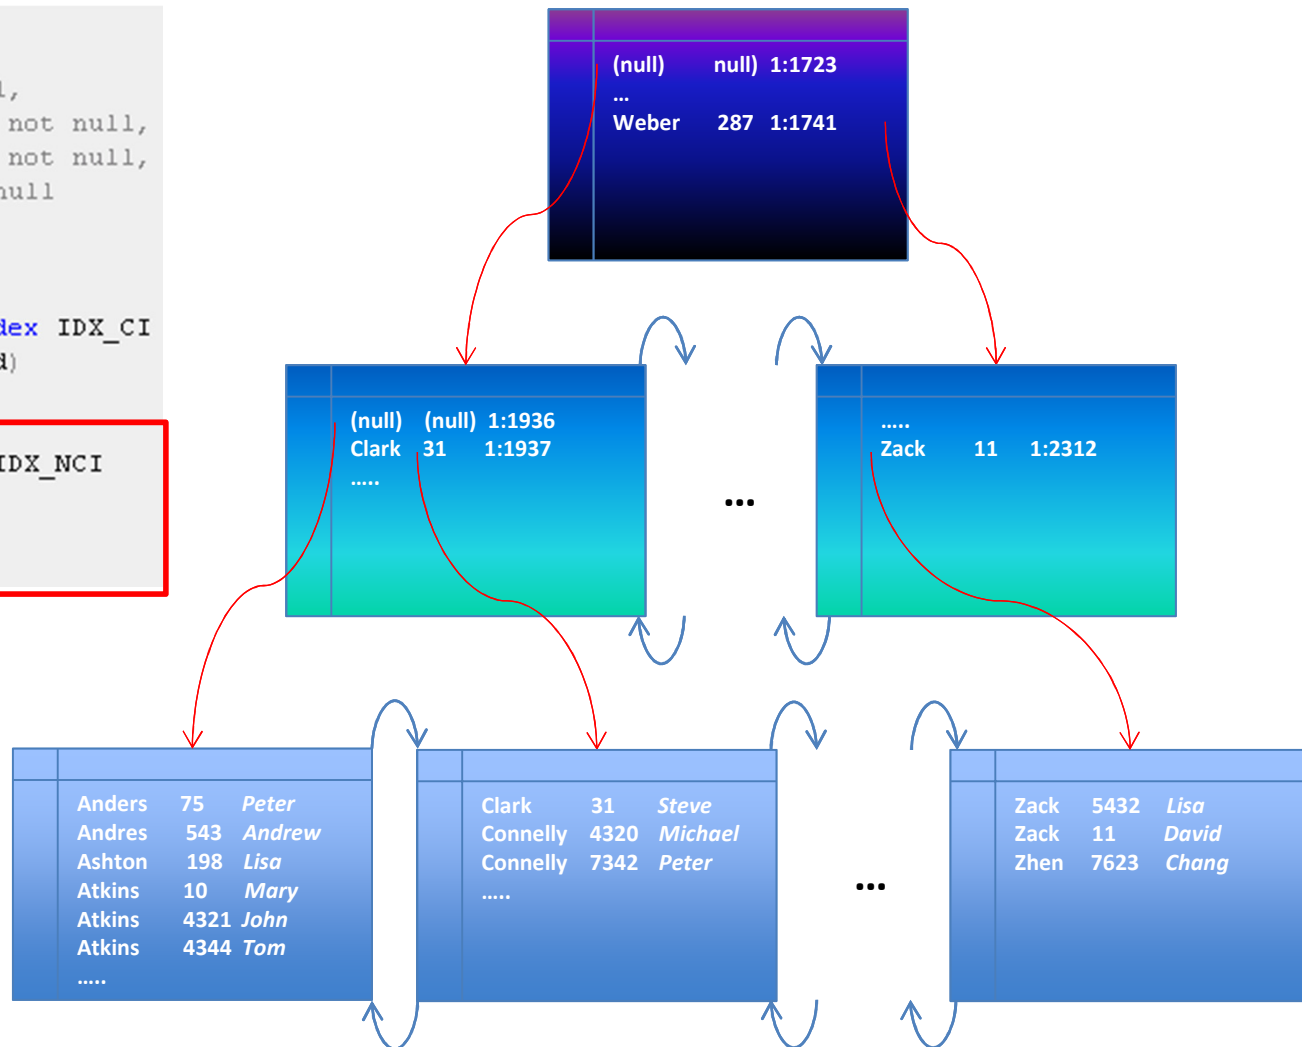 not null,
not null,
null
IDX_CI
IDX_NCI
(null) null) 1:1723
...
Weber 287 1:1741
(null) (null) 1:1936
Clark 31 1:1937
.....
...
.....
Zack 11 1:2312
Anders 75 Peter
Andres 543 Andrew
Ashton 198 Lisa
Atkins 10 Mary
Atkins 4321 John
Atkins 4344 Tom
.....
Clark 31 Steve
Connelly 4320 Michael
Connelly 7342 Peter
.....
...
Zack 5432 Lisa
Zack 11 David
Zhen 7623 Chang